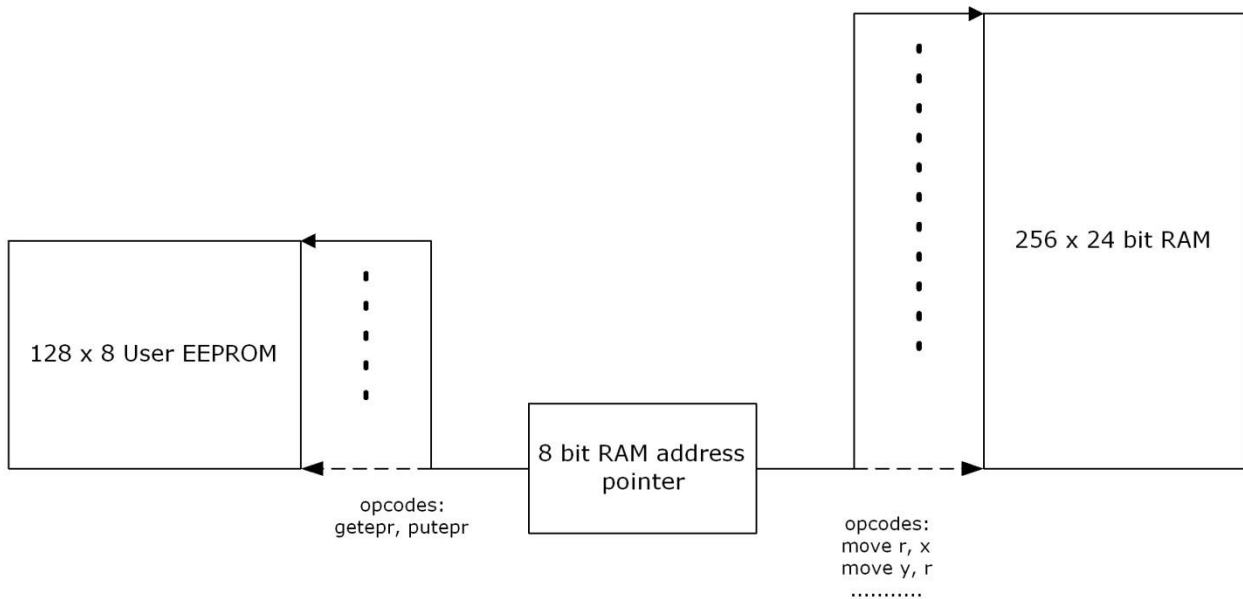 128 x 8 User EEPROM
opcodes:
getepr, putepr
8 bit RAM address
pointer
256 x 24 bit RAM
opcodes:
move r, x
move y, r
...........